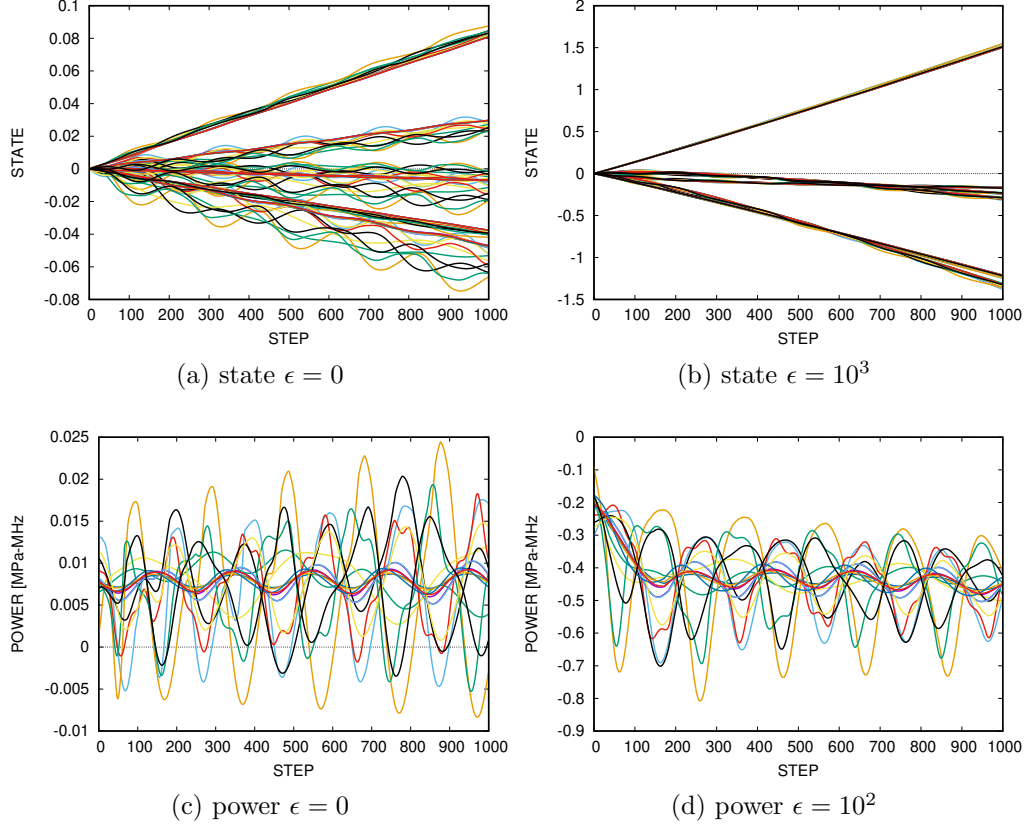 0.1
0.08
0.06
0.04
0.02
0
-0.02
-0.04
-0.06
-0.08
STATE
0 100 200 300 400 500 600 700 800 900 1000
STEP
(a) state ϵ = 0
2
1.5
1
0.5
0
-0.5
-1
-1.5
STATE
0 100 200 300 400 500 600 700 800 900 1000
STEP
(b) state ϵ = 10³
0.025
0.02
0.015
0.01
0.005
0
-0.005
-0.01
POWER [MPa-MHz
0 100 200 300 400 500 600 700 800 900 1000
STEP
(c) power ϵ = 0
0
-0.1
-0.2
-0.3
-0.4
-0.5
-0.6
-0.7
-0.8
-0.9
POWER [MPa-MHz
0 100 200 300 400 500 600 700 800 900 1000
STEP
(d) power ϵ = 10²